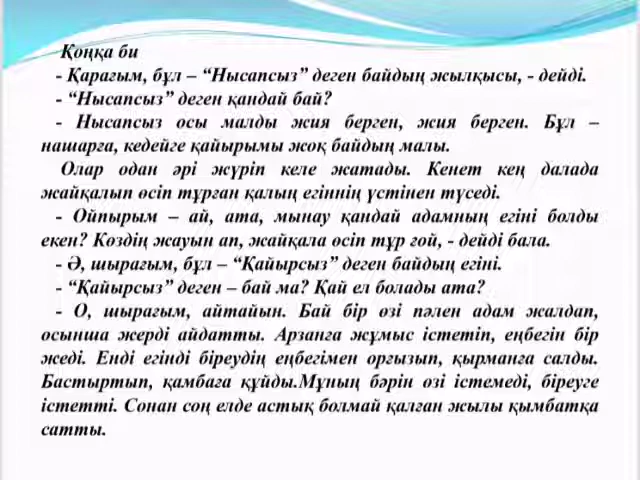 Қоңқа би
- Қарағым, бұл – “Нысапсыз” деген байдың жылқысы, - дейді.
- “Нысапсыз” деген қандай бай?
- Нысапсыз осы малды жия берген, жия берген. Бұл –
нашарға, кедейге қайырымы жоқ байдың малы.
Олар одан әрі жүріп келе жатады. Кенет кең далада
жайқалып өсіп тұрған қалың егіннің үстінен түседі.
- Ойпырым – ай, ата, мынау қандай адамның егіні болды
екен? Көздің жауын ап, жайқала өсіп тұр ғой, - дейді бала.
- Ә, шырағым, бұл – “Қайырсыз” деген байдың егіні.
- “Қайырсыз” деген – бай ма? Қай ел болады ата?
- О, шырағым, айтайын. Бай бір өзі пәлен адам жалдап,
осынша жерді айдатты. Арзанға жұмыс істетіп, еңбегін бір
жеді. Енді егінді біреудің еңбегімен орғызып, қырманға салды.
Бастыртып, қамбаға құйды.Мұның бәрін өзі істемеді, біреуге
істетті. Сонан соң елде астық болмай қалған жылы қымбатқа
сатты.